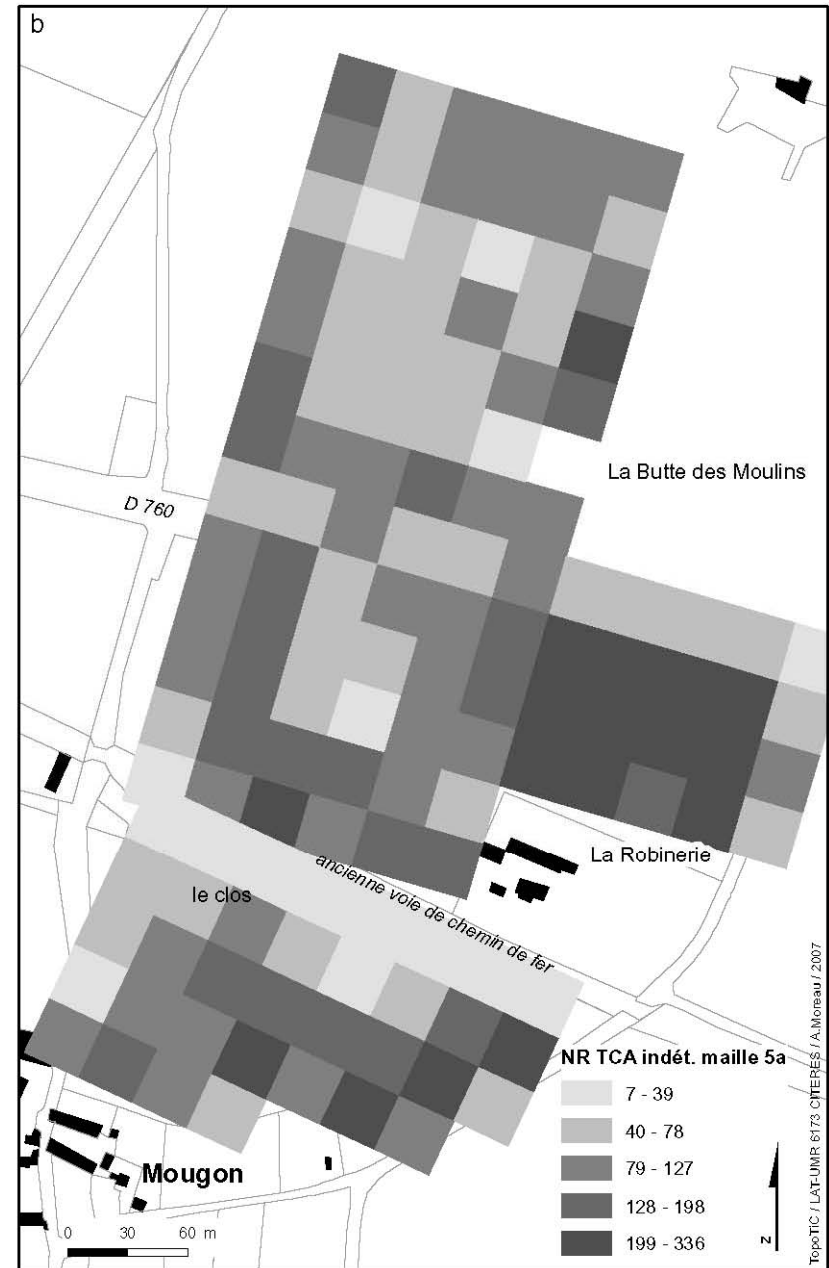 b
La Butte des Moulins
D 760
La Robinerie
le clos
ancienne voie de chemin de fer
NR TCA indét. maille 5a
7 - 39
40 - 78
79 - 127
128 - 198
199 - 336
N
Mougon
0 30 60 m
TopoTiC / LAT-UMR 6173 CITERES / A.Moreau / 2007